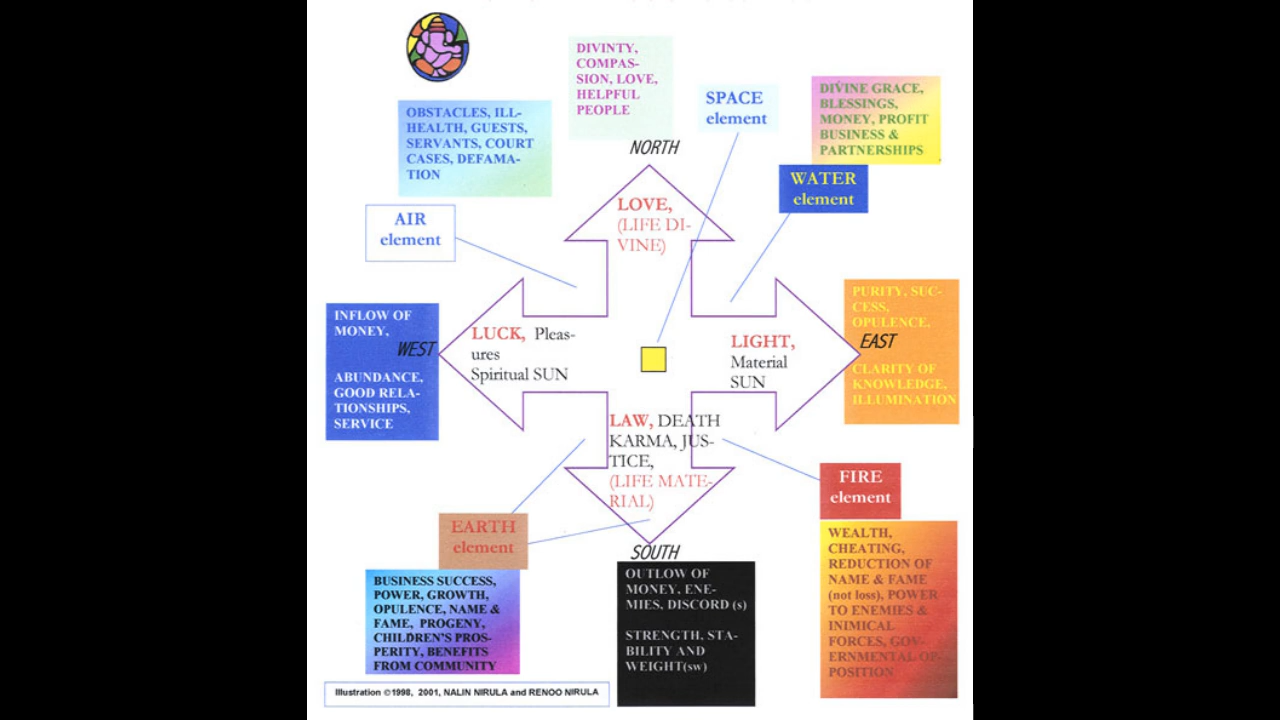 DIVINTY,
COMPAS-
SION, LOVE,
HELPFUL
PEOPLE
SPACE
element
DIVINE GRACE,
BLESSINGS,
MONEY, PROFIT
BUSINESS &
PARTNERSHIPS
OBSTACLES, ILL-
HEALTH, GUESTS,
SERVANTS, COURT
CASES, DEFAMA-
TION
NORTH
WATER
element
AIR
element
LOVE,
(LIFE DI-
VINE)
INFLOW OF
MONEY,
WEST
ABUNDANCE,
GOOD RELA-
TIONSHIPS,
SERVICE
LUCK, Pleas-
ures
Spiritual SUN
LIGHT,
Material
SUN
PURITY, SUC-
CESS,
OPULENCE,
EAST
CLARITY OF
KNOWLEDGE,
ILLUMINATION
LAW, DEATH
KARMA, JUS-
TICE,
(LIFE MATE-
RIAL)
FIRE
element
EARTH
element
SOUTH
BUSINESS SUCCESS,
POWER, GROWTH,
OPULENCE, NAME &
FAME, PROGENY,
CHILDREN'S PROS-
PERITY, BENEFITS
FROM COMMUNITY
OUTLOW OF
MONEY, ENE-
MIES, DISCORD (s)
STRENGTH, STA-
BILITY AND
WEIGHT(sw)
WEALTH,
CHEATING,
REDUCTION OF
NAME & FAME
(not loss), POWER
TO ENEMIES &
INIMICAL
FORCES, GOV-
ERNMENTAL OP-
POSITION
Illustration ©1998, 2001, NALIN NIRULA and RENOO NIRULA